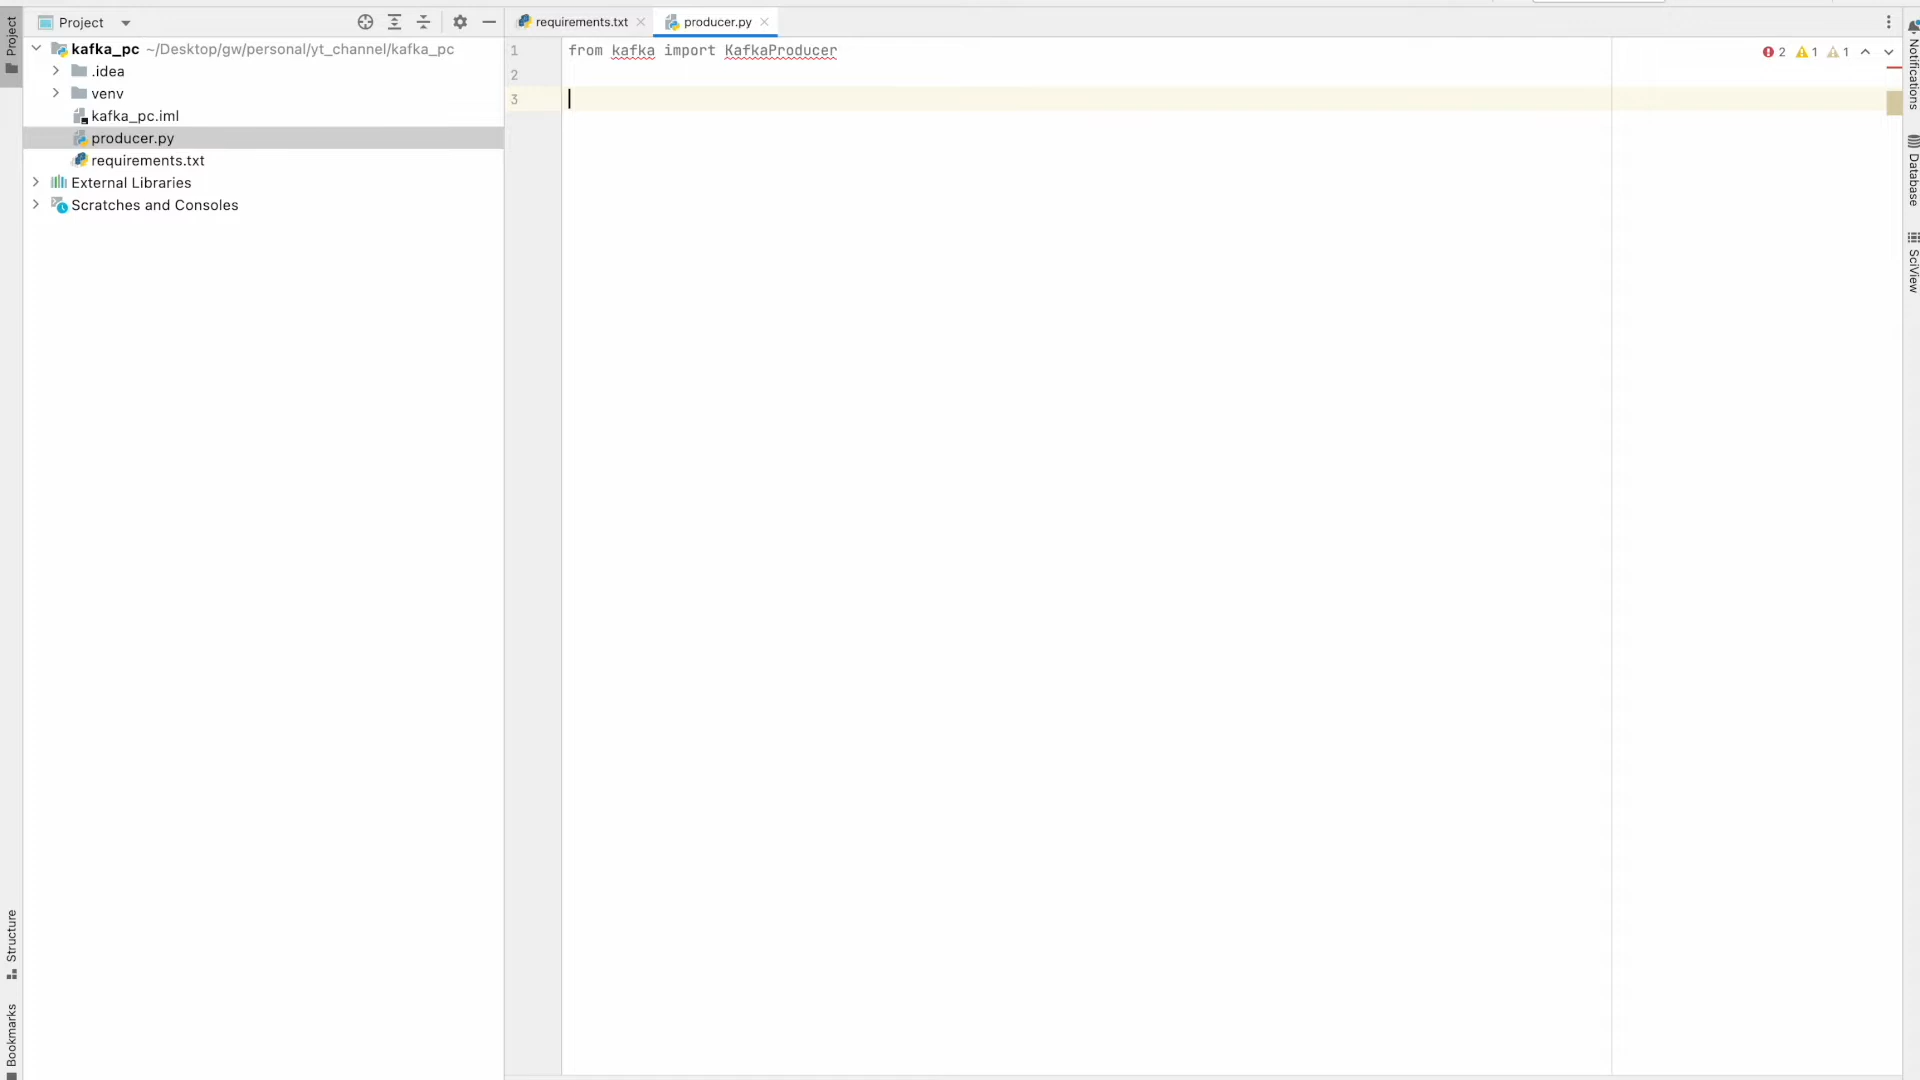 Project
requirements.txt
producer.py
kafka_pc ~/Desktop/gw/personal/yt_channel/kafka_pc
.idea
venv
kafka_pc.iml
producer.py
requirements.txt
External Libraries
Scratches and Consoles
1 from kafka import KafkaProducer
2
3
2 1 1
Project
Structure
Bookmarks
Notifications
Database
SciView